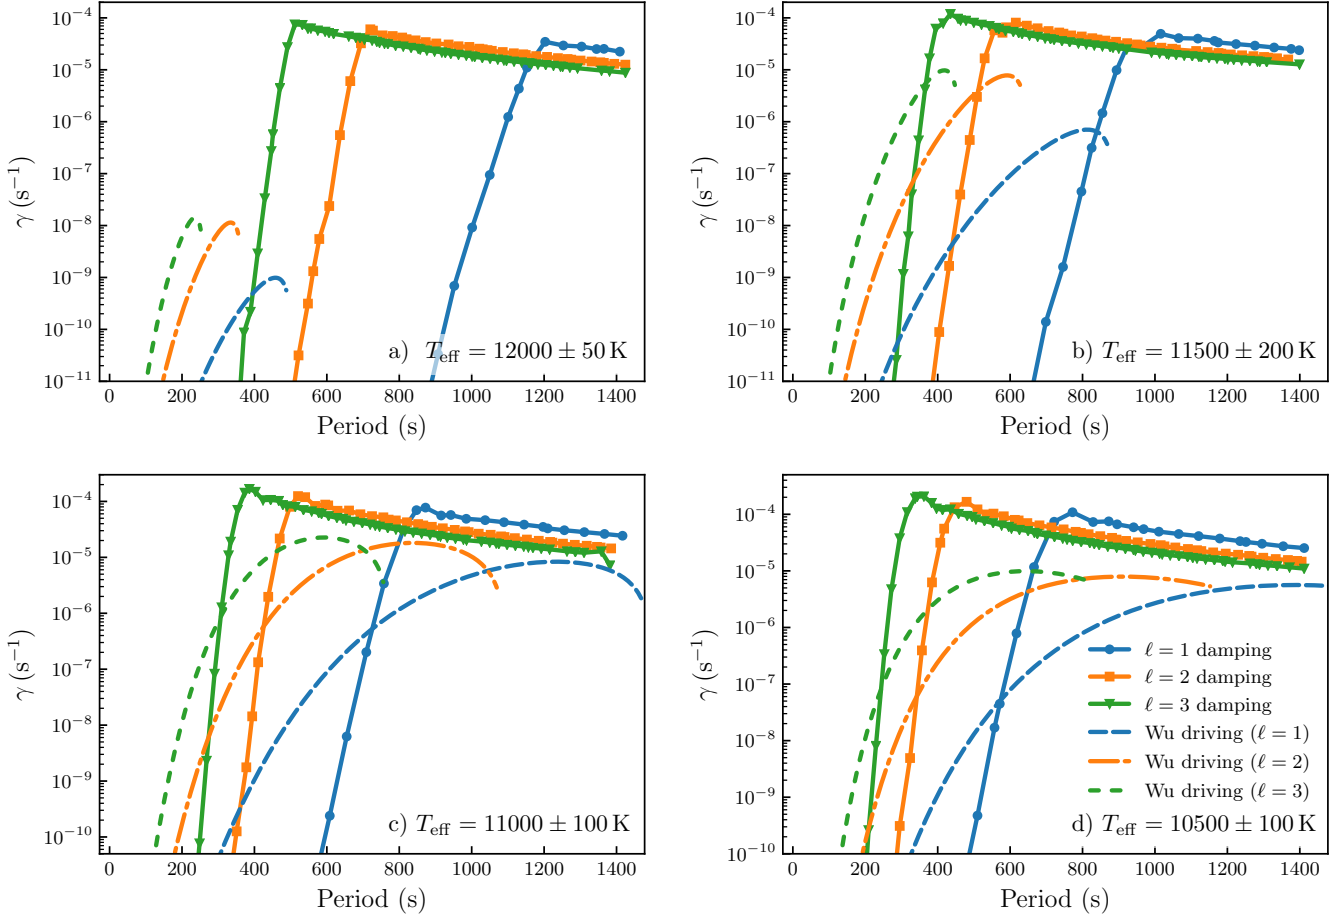 10⁻⁴
10⁻⁵
10⁻⁶
10⁻⁷
10⁻⁸
10⁻⁹
10⁻¹⁰
10⁻¹¹
γ (s⁻¹)
a) T_eff = 12000 ± 50 K
0 200 400 600 800 1000 1200 1400
Period (s)
10⁻⁴
10⁻⁵
10⁻⁶
10⁻⁷
10⁻⁸
10⁻⁹
10⁻¹⁰
10⁻¹¹
γ (s⁻¹)
b) T_eff = 11500 ± 200 K
0 200 400 600 800 1000 1200 1400
Period (s)
10⁻⁴
10⁻⁵
10⁻⁶
10⁻⁷
10⁻⁸
10⁻⁹
10⁻¹⁰
γ (s⁻¹)
c) T_eff = 11000 ± 100 K
0 200 400 600 800 1000 1200 1400
Period (s)
10⁻⁴
10⁻⁵
10⁻⁶
10⁻⁷
10⁻⁸
10⁻⁹
10⁻¹⁰
γ (s⁻¹)
ℓ = 1 damping
ℓ = 2 damping
ℓ = 3 damping
Wu driving (ℓ = 1)
Wu driving (ℓ = 2)
Wu driving (ℓ = 3)
d) T_eff = 10500 ± 100 K
0 200 400 600 800 1000 1200 1400
Period (s)